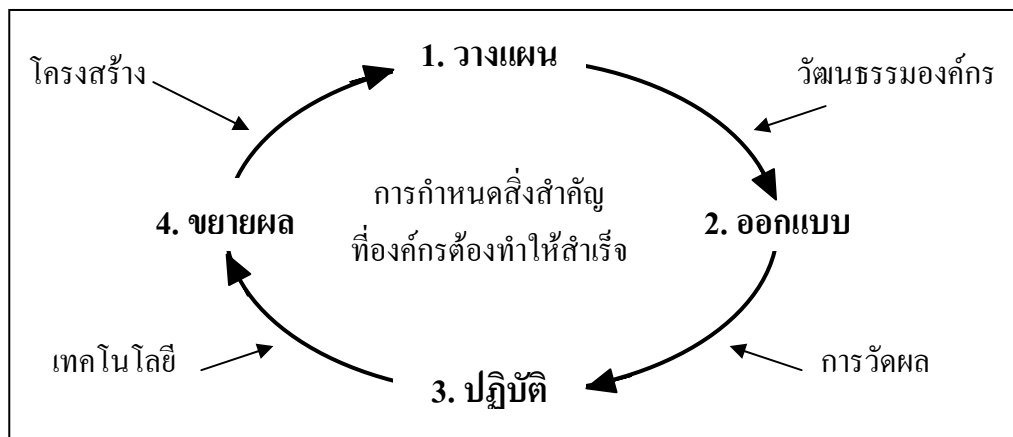 1. วางแผน
โครงสร้าง
วัฒนธรรมองค์กร
การกำหนดสิ่งสำคัญ
ที่องค์กรต้องทำให้สำเร็จ
4. ขยายผล
2. ออกแบบ
เทคโนโลยี
การวัดผล
3. ปฏิบัติ